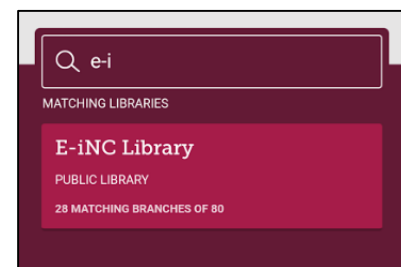 e-i
MATCHING LIBRARIES
E-iNC Library
PUBLIC LIBRARY
28 MATCHING BRANCHES OF 80